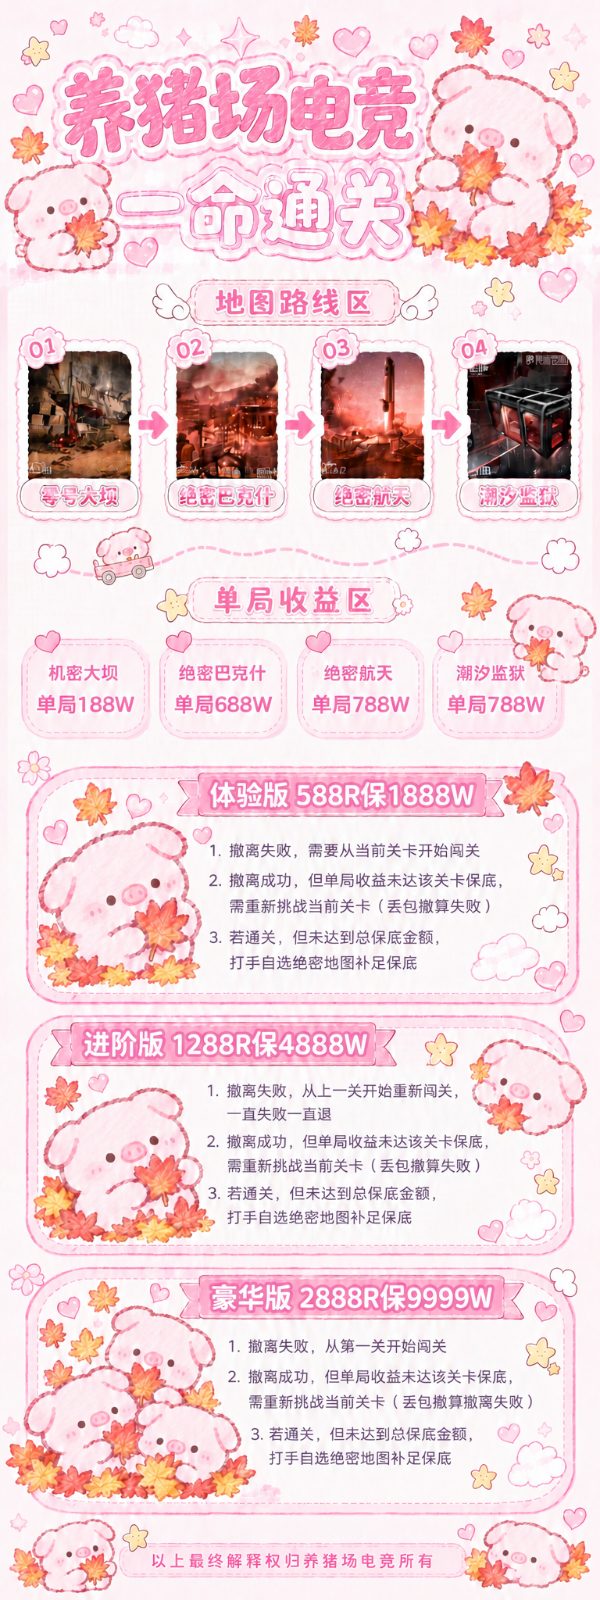 养猪场电竞
一命通关
地图路线区
01
02
03
04
零号大坝
绝密巴克什
绝密航天
潮汐监狱
单局收益区
机密大坝
单局188W
绝密巴克什
单局688W
绝密航天
单局788W
潮汐监狱
单局788W
体验版 588R保1888W
1. 撤离失败，需要从当前关卡开始闯关
2. 撤离成功，但单局收益未达该关卡保底，
需重新挑战当前关卡（丢包撤算失败）
3. 若通关，但未达到总保底金额，
打手自选绝密地图补足保底
进阶版 1288R保4888W
1. 撤离失败，从上一关开始重新闯关，
一直失败一直退
2. 撤离成功，但单局收益未达该关卡保底，
需重新挑战当前关卡（丢包撤算失败）
3. 若通关，但未达到总保底金额，
打手自选绝密地图补足保底
豪华版 2888R保9999W
1. 撤离失败，从第一关开始闯关
2. 撤离成功，但单局收益未达该关卡保底，
需重新挑战当前关卡（丢包撤算撤离失败）
3. 若通关，但未达到总保底金额，
打手自选绝密地图补足保底
以上最终解释权归养猪场电竞所有